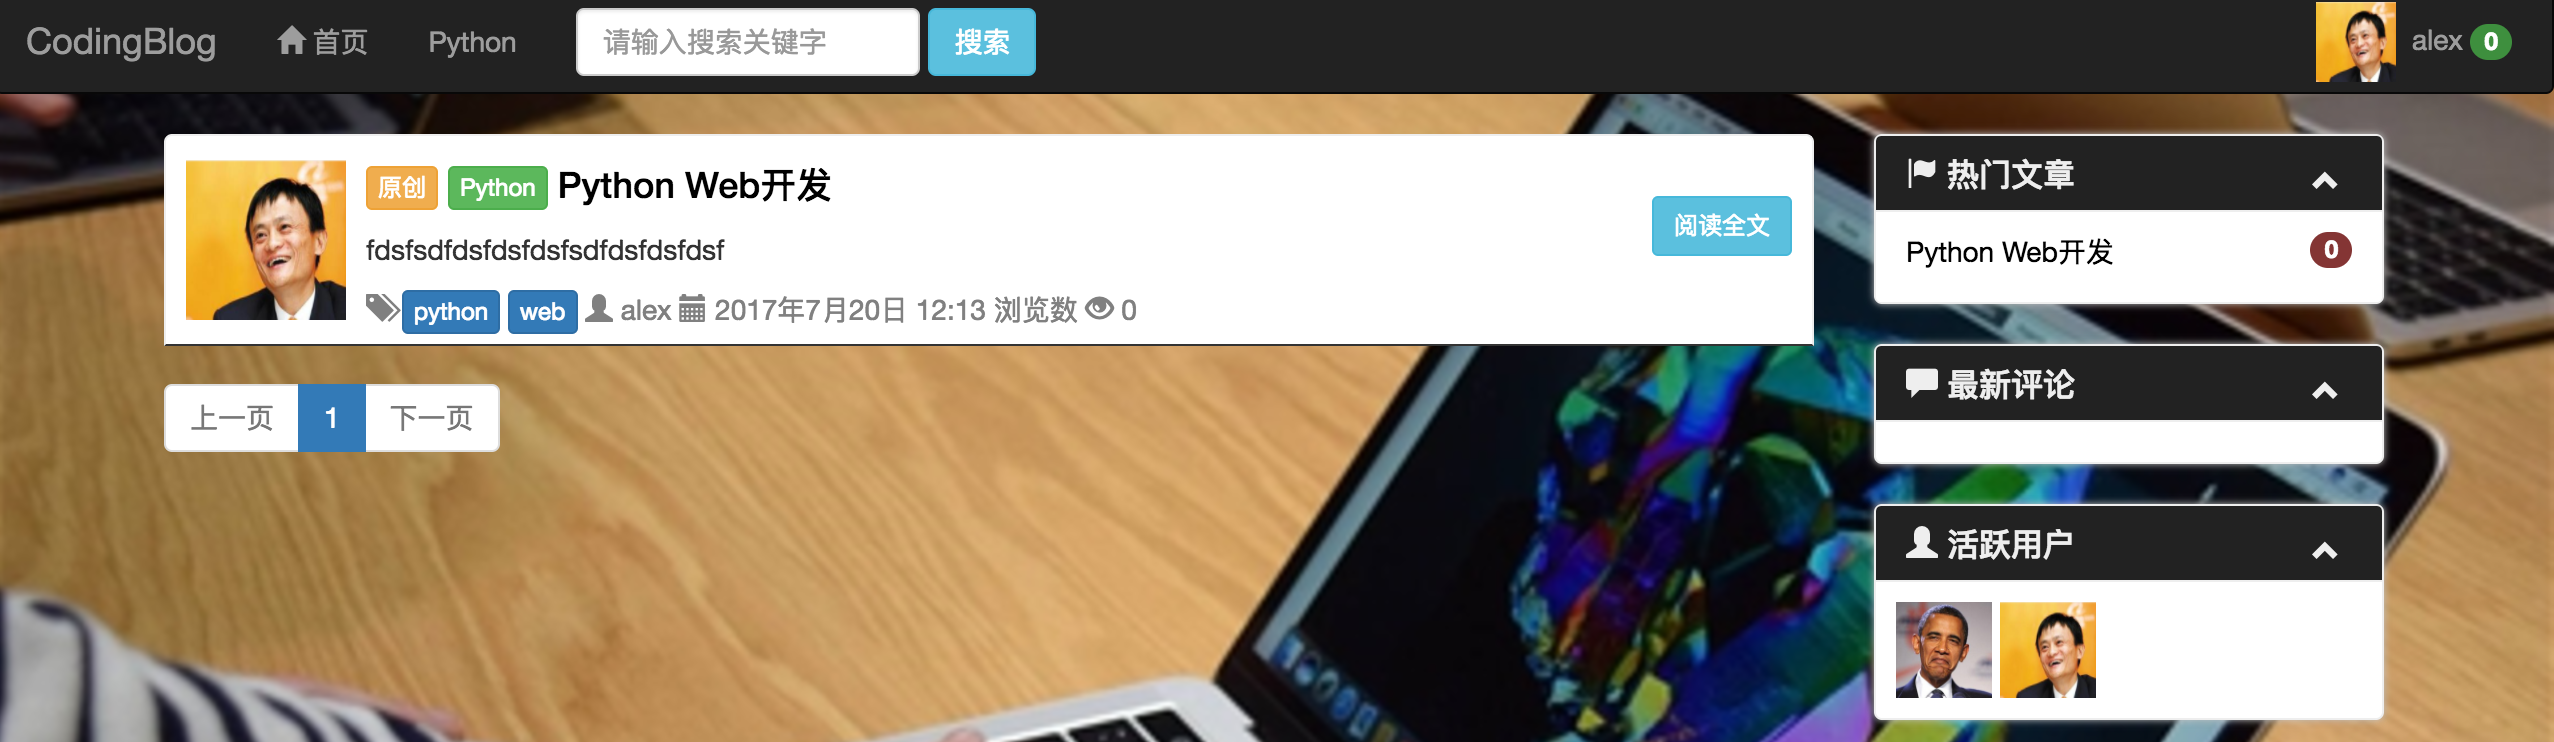 CodingBlog 首页 Python 请输入搜索关键字 搜索 alex 0
原创 Python Python Web开发
fdsfsdfdsfdsfdsfsdfdsfdsfdsf
阅读全文
python web alex 2017年7月20日 12:13 浏览数 0
上一页 1 下一页
热门文章
Python Web开发 0
最新评论
活跃用户